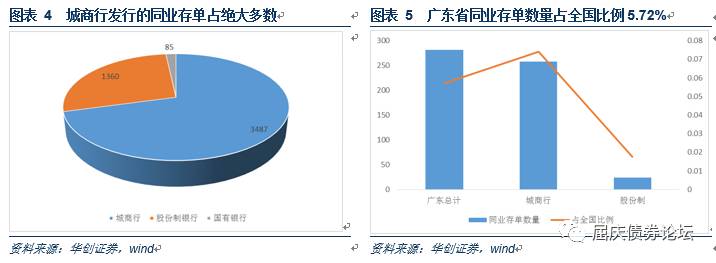 图表 4 城商行发行的同业存单占绝大多数
85
1360
3487
城商行 股份制银行 国有银行
资料来源：华创证券，wind
图表 5 广东省同业存单数量占全国比例 5.72%
300
250
200
150
100
50
0
0.08
0.07
0.06
0.05
0.04
0.03
0.02
0.01
0
广东总计 城商行 股份制
同业存单数量 占全国比例
资料来源：华创证券，wind
屈庆债券论坛